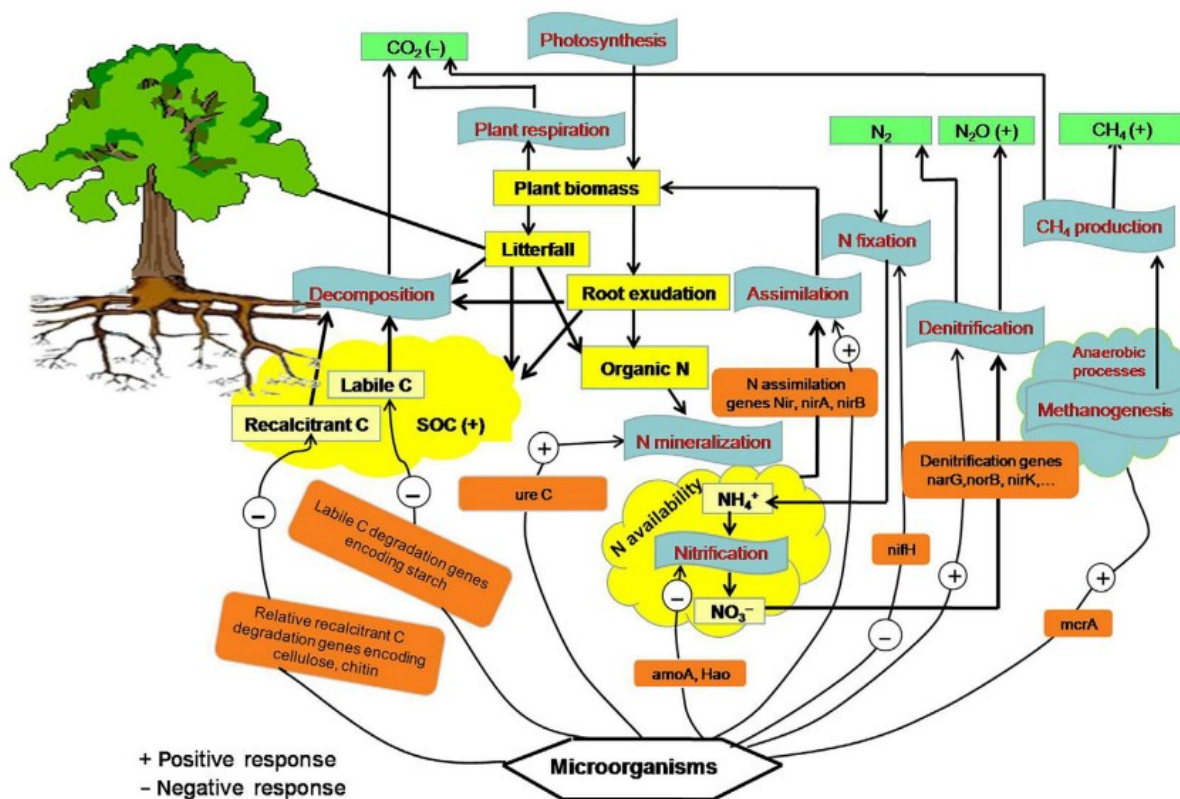 CO₂ (–)
Photosynthesis
Plant respiration
N₂
N₂O (+)
CH₄ (+)
Plant biomass
N fixation
CH₄ production
Litterfall
Decomposition
Root exudation
Assimilation
Denitrification
Labile C
Organic N
Anaerobic
processes
Methanogenesis
Recalcitrant C
SOC (+)
N assimilation
genes Nir, nirA, nirB
N mineralization
+
+
Denitrification genes
narG,norB, nirK,...
ure C
–
–
N availability
NH₄⁺
Nitrification
nifH
Labile C degradation genes
encoding starch
–
NO₃⁻
+
+
–
mcrA
Relative recalcitrant C
degradation genes encoding
cellulose, chitin
amoA, Hao
Microorganisms
+ Positive response
– Negative response